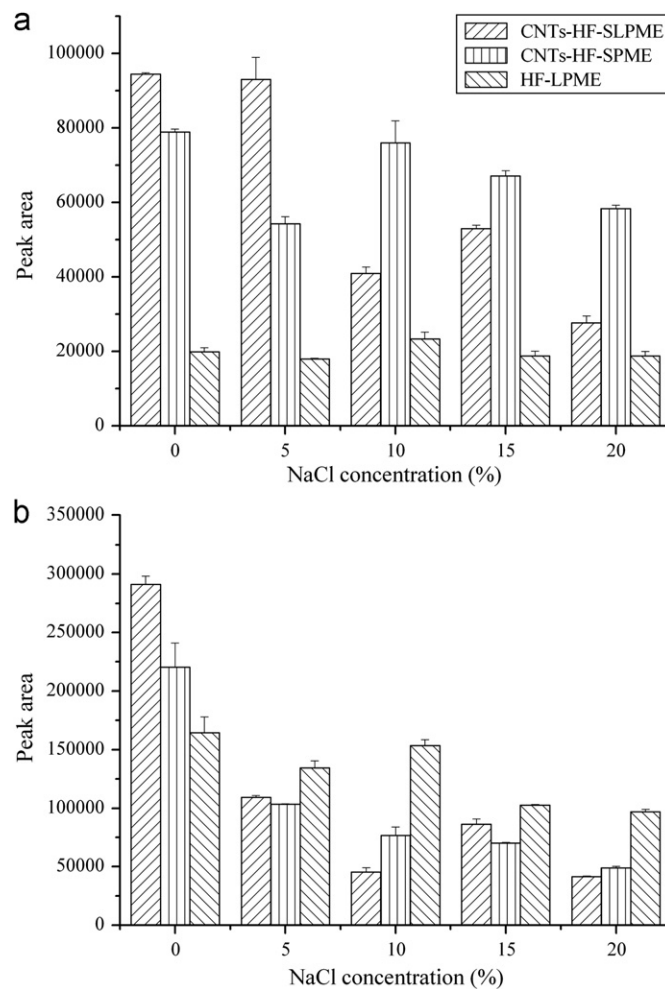 a
CNTs-HF-SLPME
CNTs-HF-SPME
HF-LPME
100000
80000
60000
40000
20000
0
Peak area
0 5 10 15 20
NaCl concentration (%)
b
350000
300000
250000
200000
150000
100000
50000
0
Peak area
0 5 10 15 20
NaCl concentration (%)